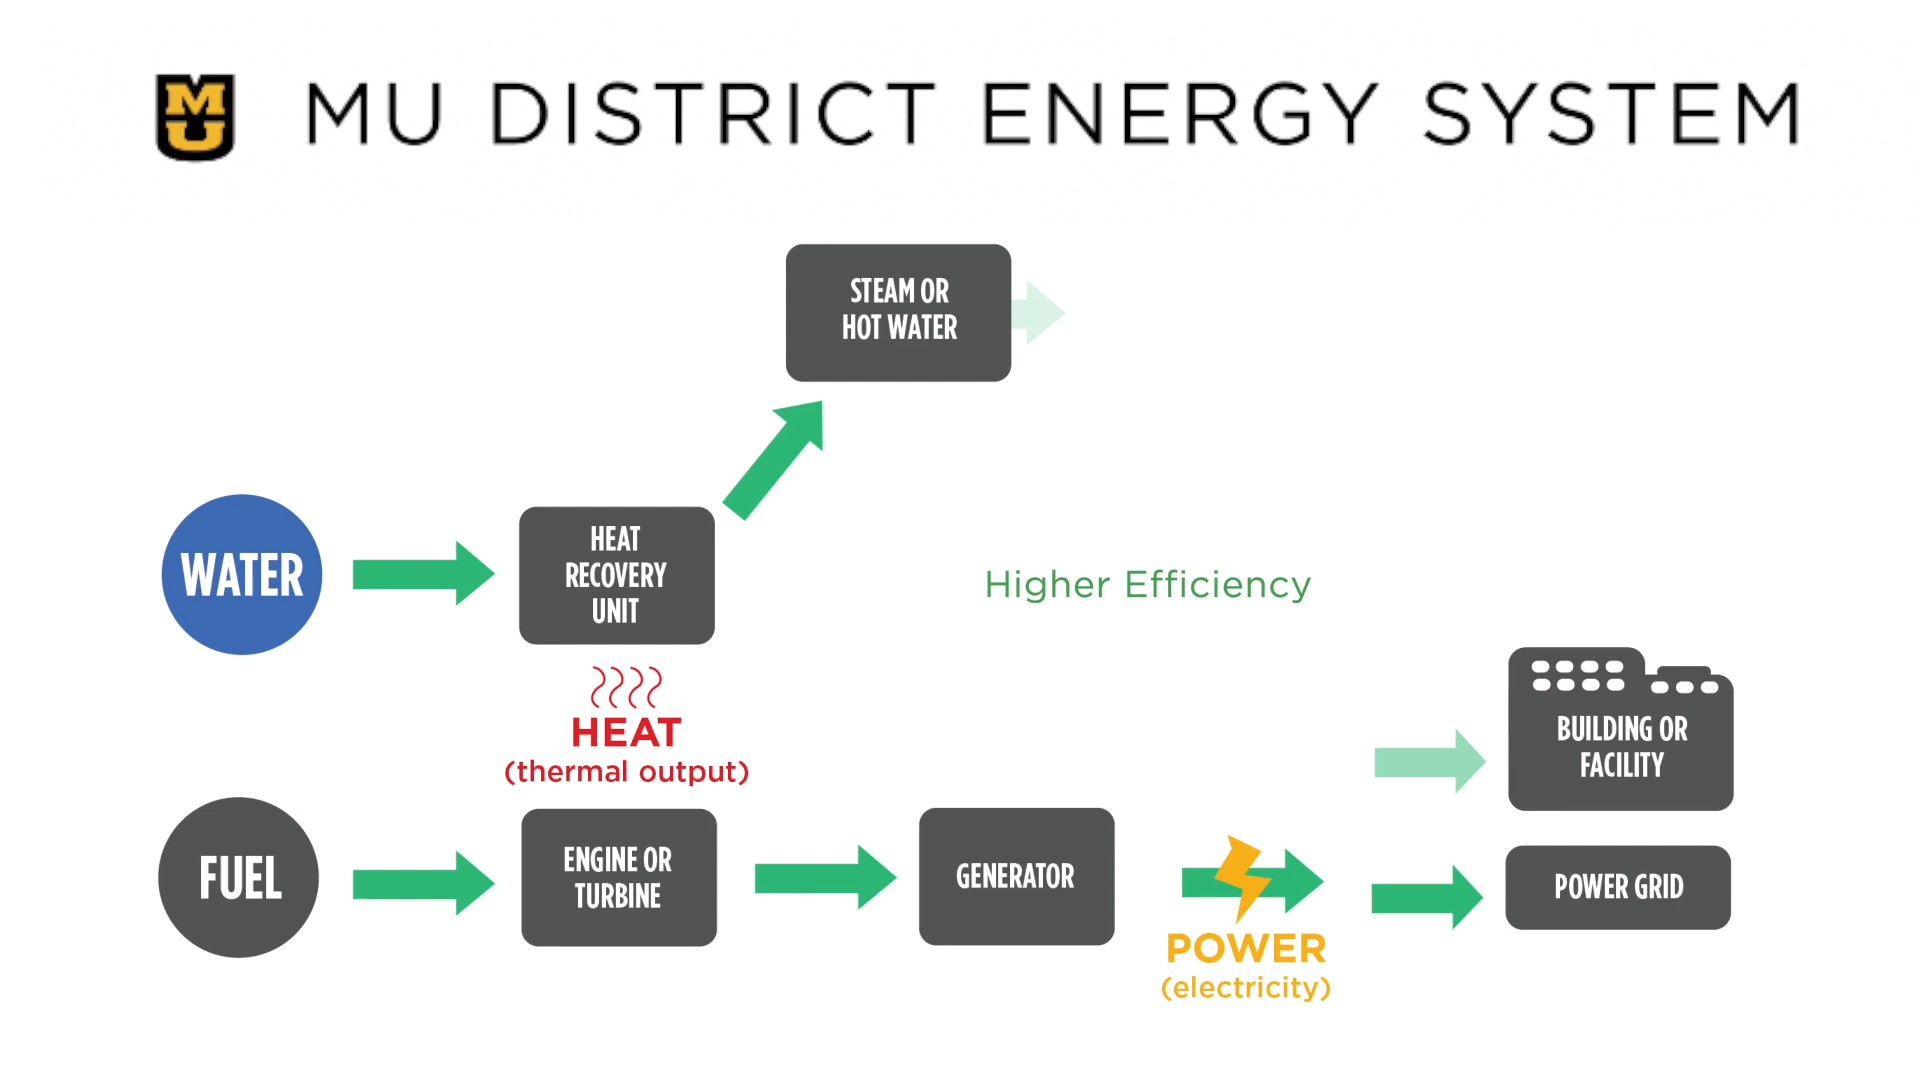 MU
MU DISTRICT ENERGY SYSTEM
STEAM OR
HOT WATER
WATER
HEAT
RECOVERY
UNIT
Higher Efficiency
HEAT
(thermal output)
BUILDING OR
FACILITY
FUEL
ENGINE OR
TURBINE
GENERATOR
POWER
(electricity)
POWER GRID